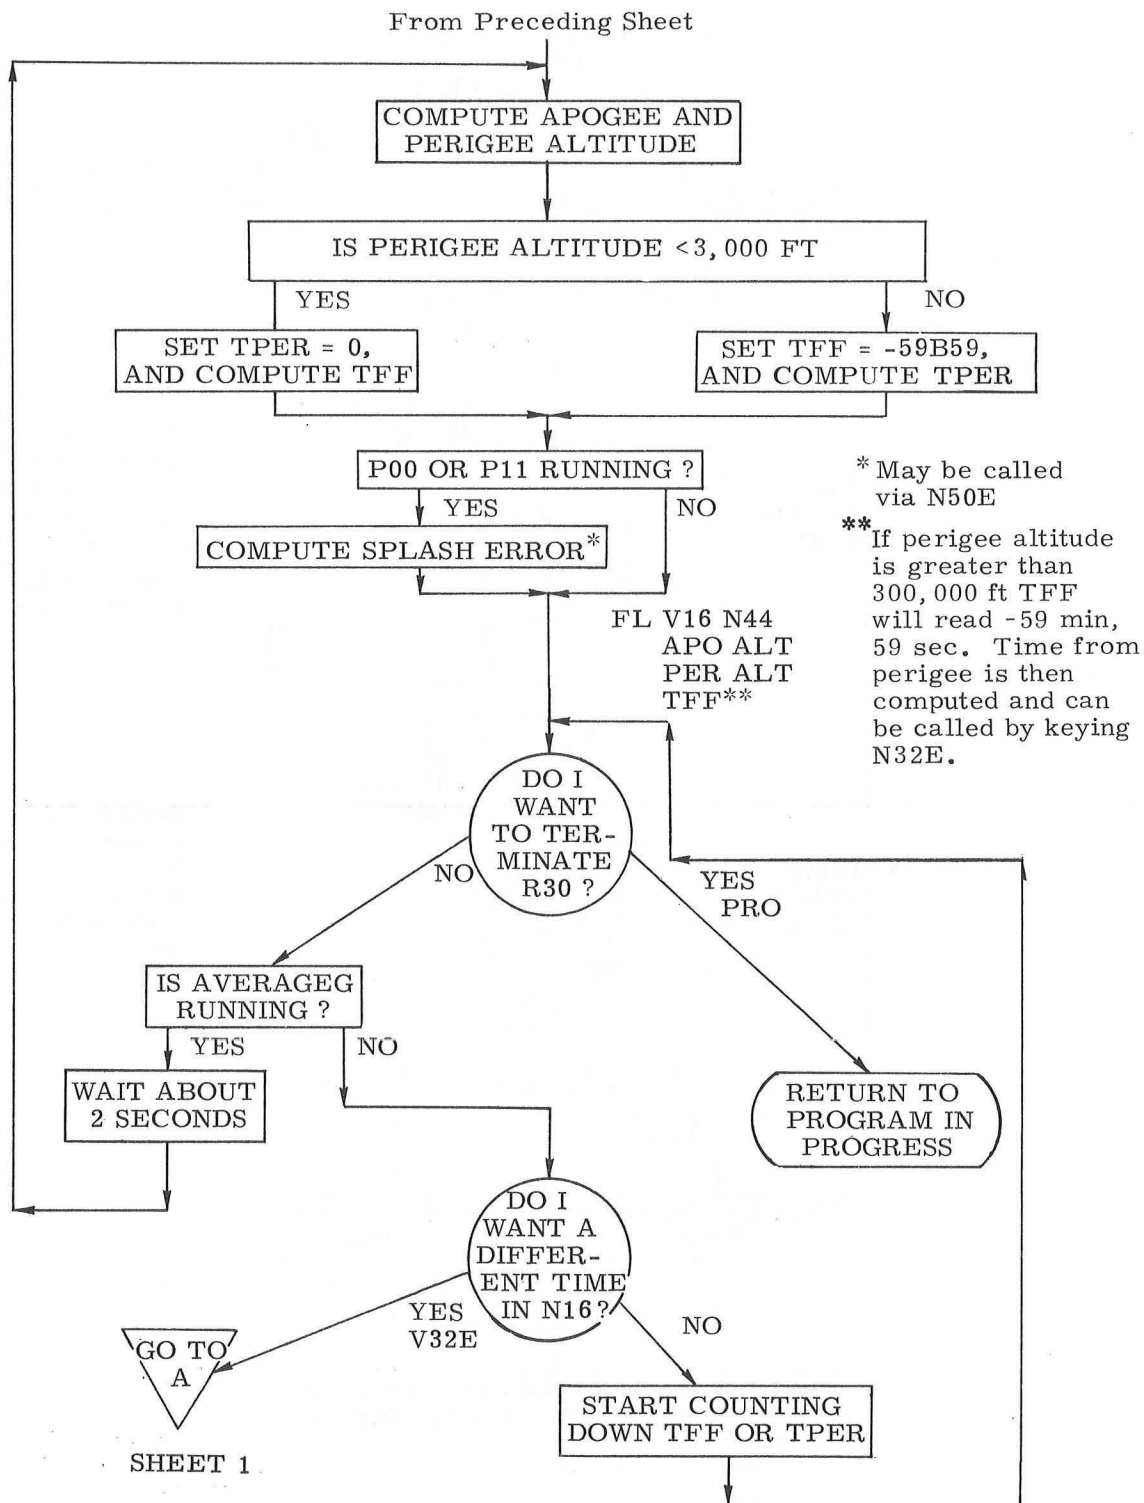 From Preceding Sheet
COMPUTE APOGEE AND
PERIGEE ALTITUDE
IS PERIGEE ALTITUDE <3,000 FT
YES
NO
SET TPER = 0,
AND COMPUTE TFF
SET TFF = -59B59,
AND COMPUTE TPER
P00 OR P11 RUNNING ?
YES
NO
COMPUTE SPLASH ERROR*
* May be called
via N50E
** If perigee altitude
is greater than
300,000 ft TFF
will read -59 min,
59 sec. Time from
perigee is then
computed and can
be called by keying
N32E.
FL V16 N44
APO ALT
PER ALT
TFF**
DO I
WANT
TO TER-
MINATE
R30 ?
NO
YES
PRO
IS AVERAGEG
RUNNING ?
YES
NO
WAIT ABOUT
2 SECONDS
RETURN TO
PROGRAM IN
PROGRESS
DO I
WANT A
DIFFER-
ENT TIME
IN N16?
YES
V32E
NO
GO TO
A
SHEET 1
START COUNTING
DOWN TFF OR TPER